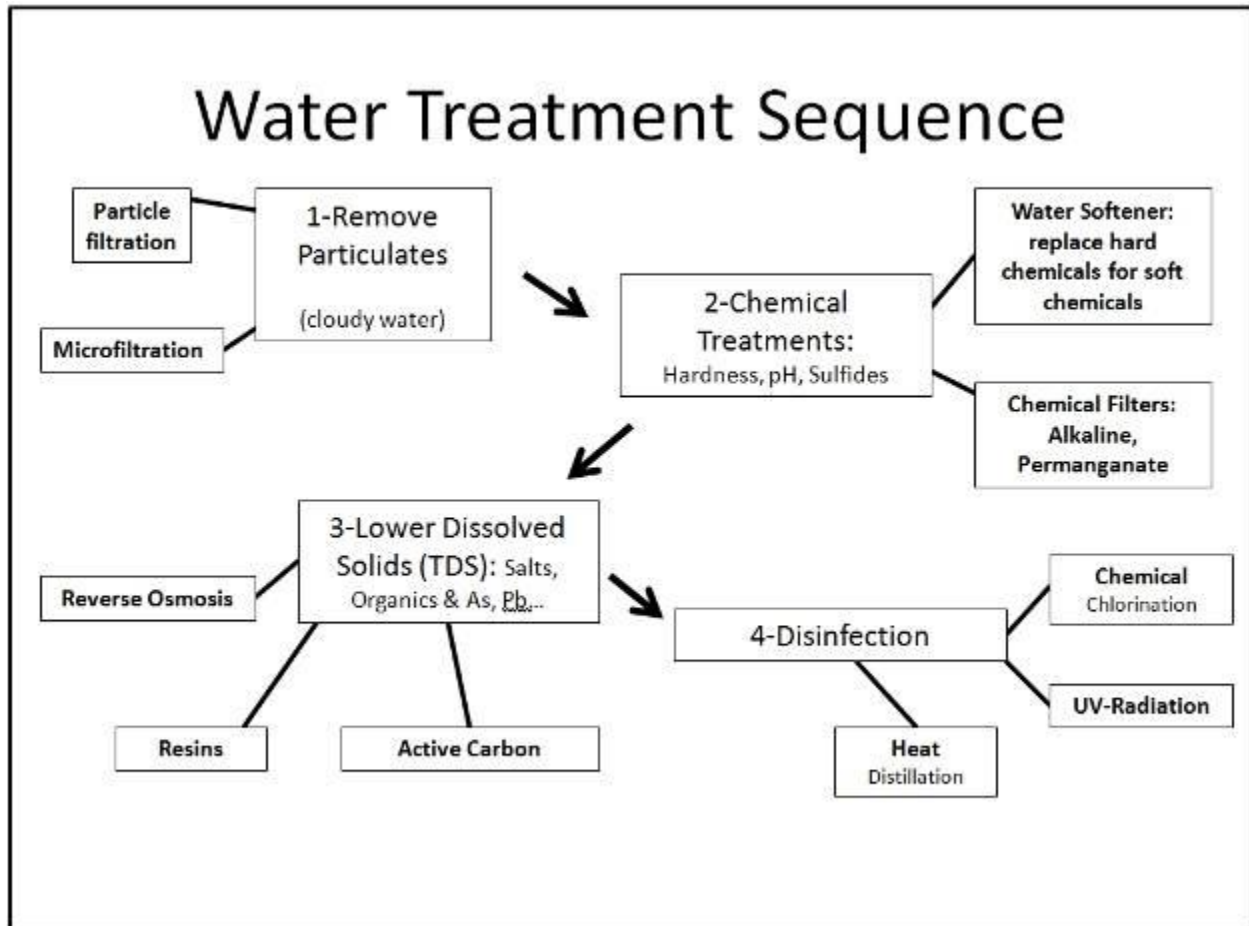 Water Treatment Sequence
Particle
filtration
1-Remove
Particulates
(cloudy water)
Microfiltration
Water Softener:
replace hard
chemicals for soft
chemicals
2-Chemical
Treatments:
Hardness, pH, Sulfides
Chemical Filters:
Alkaline,
Permanganate
3-Lower Dissolved
Solids (TDS): Salts,
Organics & As, Pb...
Reverse Osmosis
Resins
Active Carbon
4-Disinfection
Chemical
Chlorination
UV-Radiation
Heat
Distillation